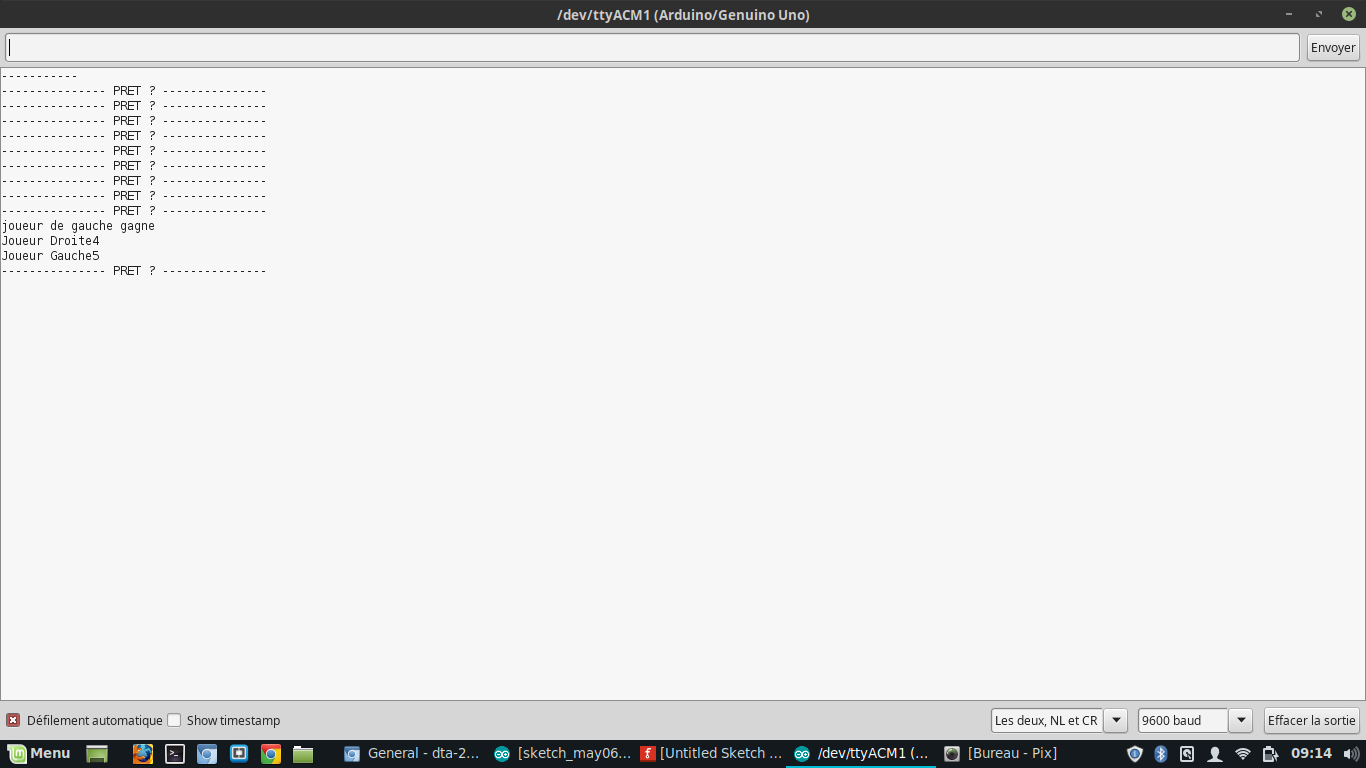 /dev/ttyACM1 (Arduino/Genuino Uno)
Envoyer
-----------
--------------- PRET ? ---------------
--------------- PRET ? ---------------
--------------- PRET ? ---------------
--------------- PRET ? ---------------
--------------- PRET ? ---------------
--------------- PRET ? ---------------
--------------- PRET ? ---------------
--------------- PRET ? ---------------
--------------- PRET ? ---------------
joueur de gauche gagne
Joueur Droite4
Joueur Gauche5
--------------- PRET ? ---------------
Défilement automatique Show timestamp Les deux, NL et CR 9600 baud Effacer la sortie
Menu General - dta-2... [sketch_may06... [Untitled Sketch ... /dev/ttyACM1 (... [Bureau - Pix] 09:14